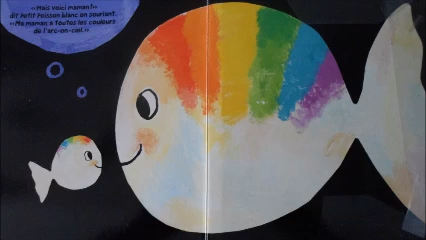 «Mais voici maman!»
dit Petit Poisson blanc en souriant.
«Ma maman a toutes les couleurs
de l'arc-en-ciel.»